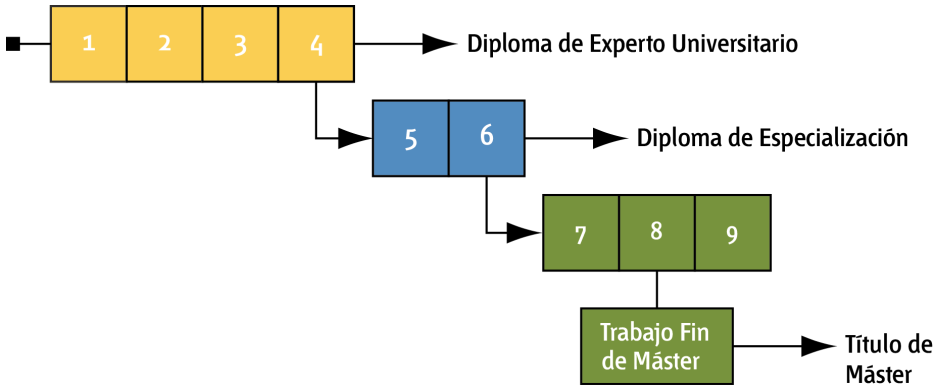 1 2 3 4 Diploma de Experto Universitario
5 6 Diploma de Especialización
7 8 9
Trabajo Fin
de Máster
Título de
Máster